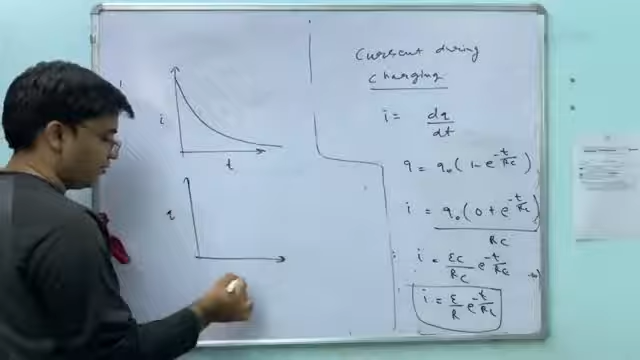 i
t
q
Current during
Charging
i = dq/dt
q = q₀ (1 - e^-t/RC)
i = q₀ (0 + e^-t/RC) / RC
i = εC/RC e^-t/RC
i = ε/R e^-t/RC